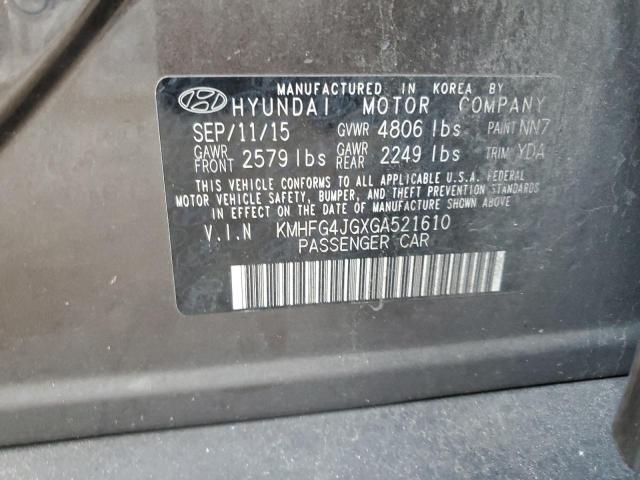 MANUFACTURED IN KOREA BY
HYUNDAI MOTOR COMPANY
SEP/11/15 GVWR 4806 lbs PAINT NN7
GAWR FRONT 2579 lbs GAWR REAR 2249 lbs TRIM YDA
THIS VEHICLE CONFORMS TO ALL APPLICABLE U.S.A. FEDERAL
MOTOR VEHICLE SAFETY, BUMPER, AND THEFT PREVENTION
STANDARDS IN EFFECT ON THE DATE OF MANUFACTURE SHOWN ABOVE
V.I.N KMHFG4JGXGA521610
PASSENGER CAR